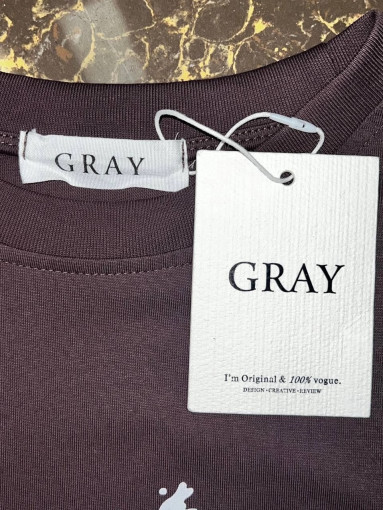 GRAY
GRAY
I'm Original & 100% vogue.
DESIGN•CREATIVE•REVIEW